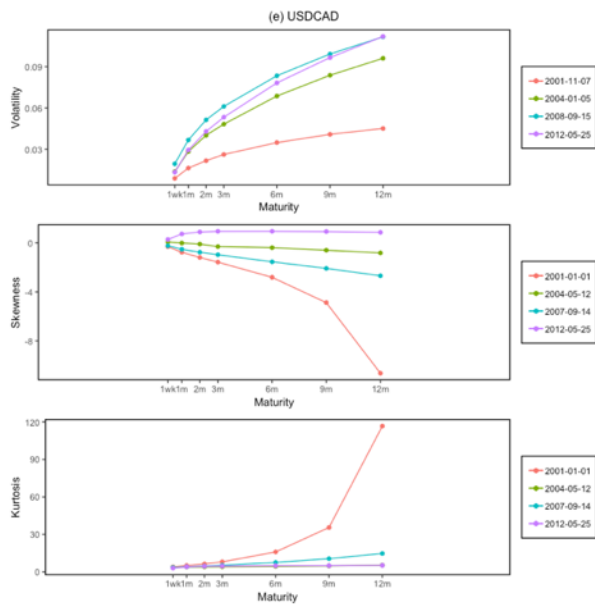 (e) USDCAD
Volatility
0.09
0.06
0.03
1wk1m 2m 3m 6m 9m 12m
Maturity
2001-11-07
2004-01-05
2008-09-15
2012-05-25
Skewness
0
-4
-8
1wk1m 2m 3m 6m 9m 12m
Maturity
2001-01-01
2004-05-12
2007-09-14
2012-05-25
Kurtosis
120
90
60
30
0
1wk1m 2m 3m 6m 9m 12m
Maturity
2001-01-01
2004-05-12
2007-09-14
2012-05-25